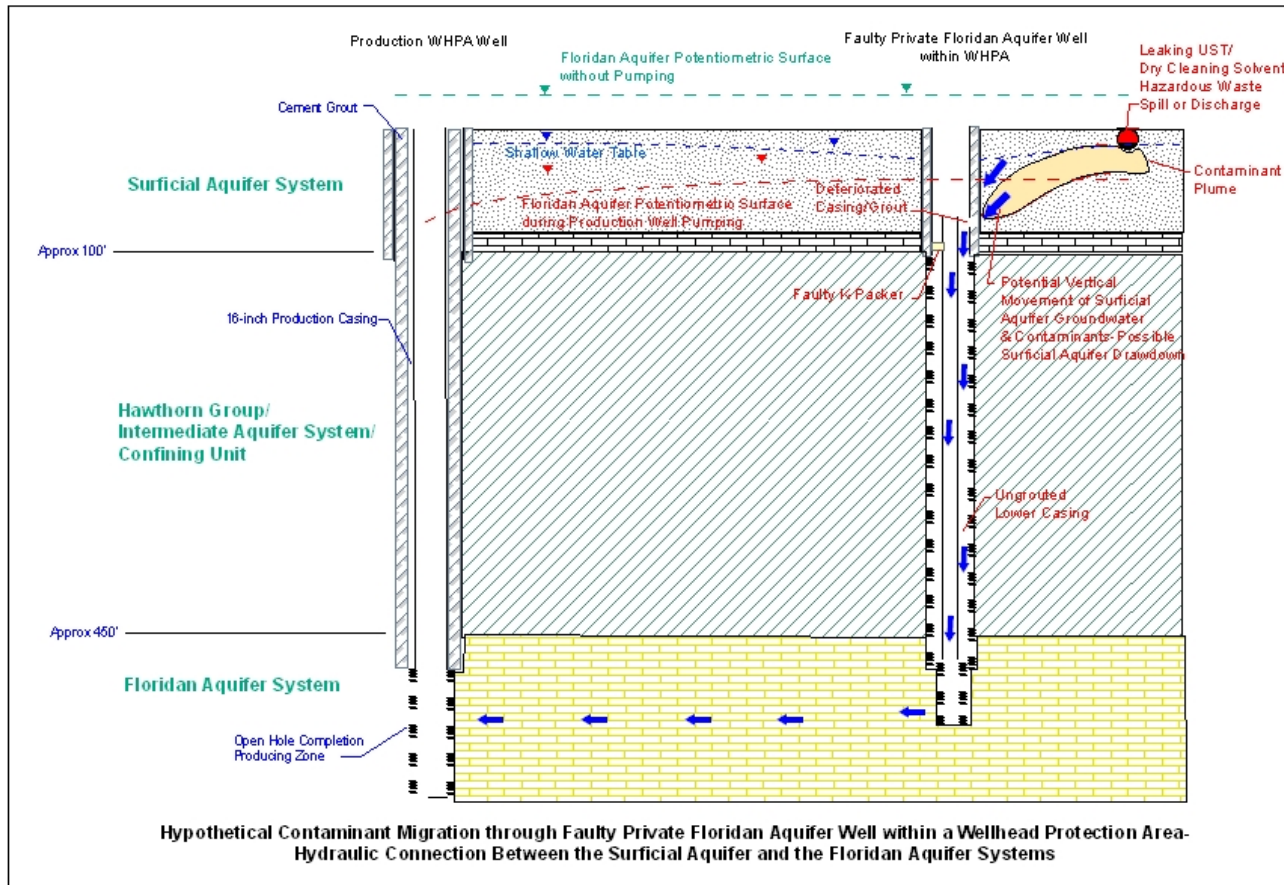 Production WHPA Well
Faulty Private Floridan Aquifer Well
within WHPA
Leaking UST/
Dry Cleaning Solvent
Hazardous Waste
Spill or Discharge
Floridan Aquifer Potentiometric Surface
without Pumping
Cement Grout
Shallow Water Table
Surficial Aquifer System
Contaminant
Plume
Deteriorated
Casing/Grout
Floridan Aquifer Potentiometric Surface
during Production Well Pumping
Approx 100'
Faulty K Packer
Potential Vertical
Movement of Surficial
Aquifer Groundwater
& Contaminants-Possible
Surficial Aquifer Drawdown
16-inch Production Casing
Hawthorn Group/
Intermediate Aquifer System/
Confining Unit
Ungrouted
Lower Casing
Approx 450'
Floridan Aquifer System
Open Hole Completion
Producing Zone
Hypothetical Contaminant Migration through Faulty Private Floridan Aquifer Well within a Wellhead Protection Area-
Hydraulic Connection Between the Surficial Aquifer and the Floridan Aquifer Systems